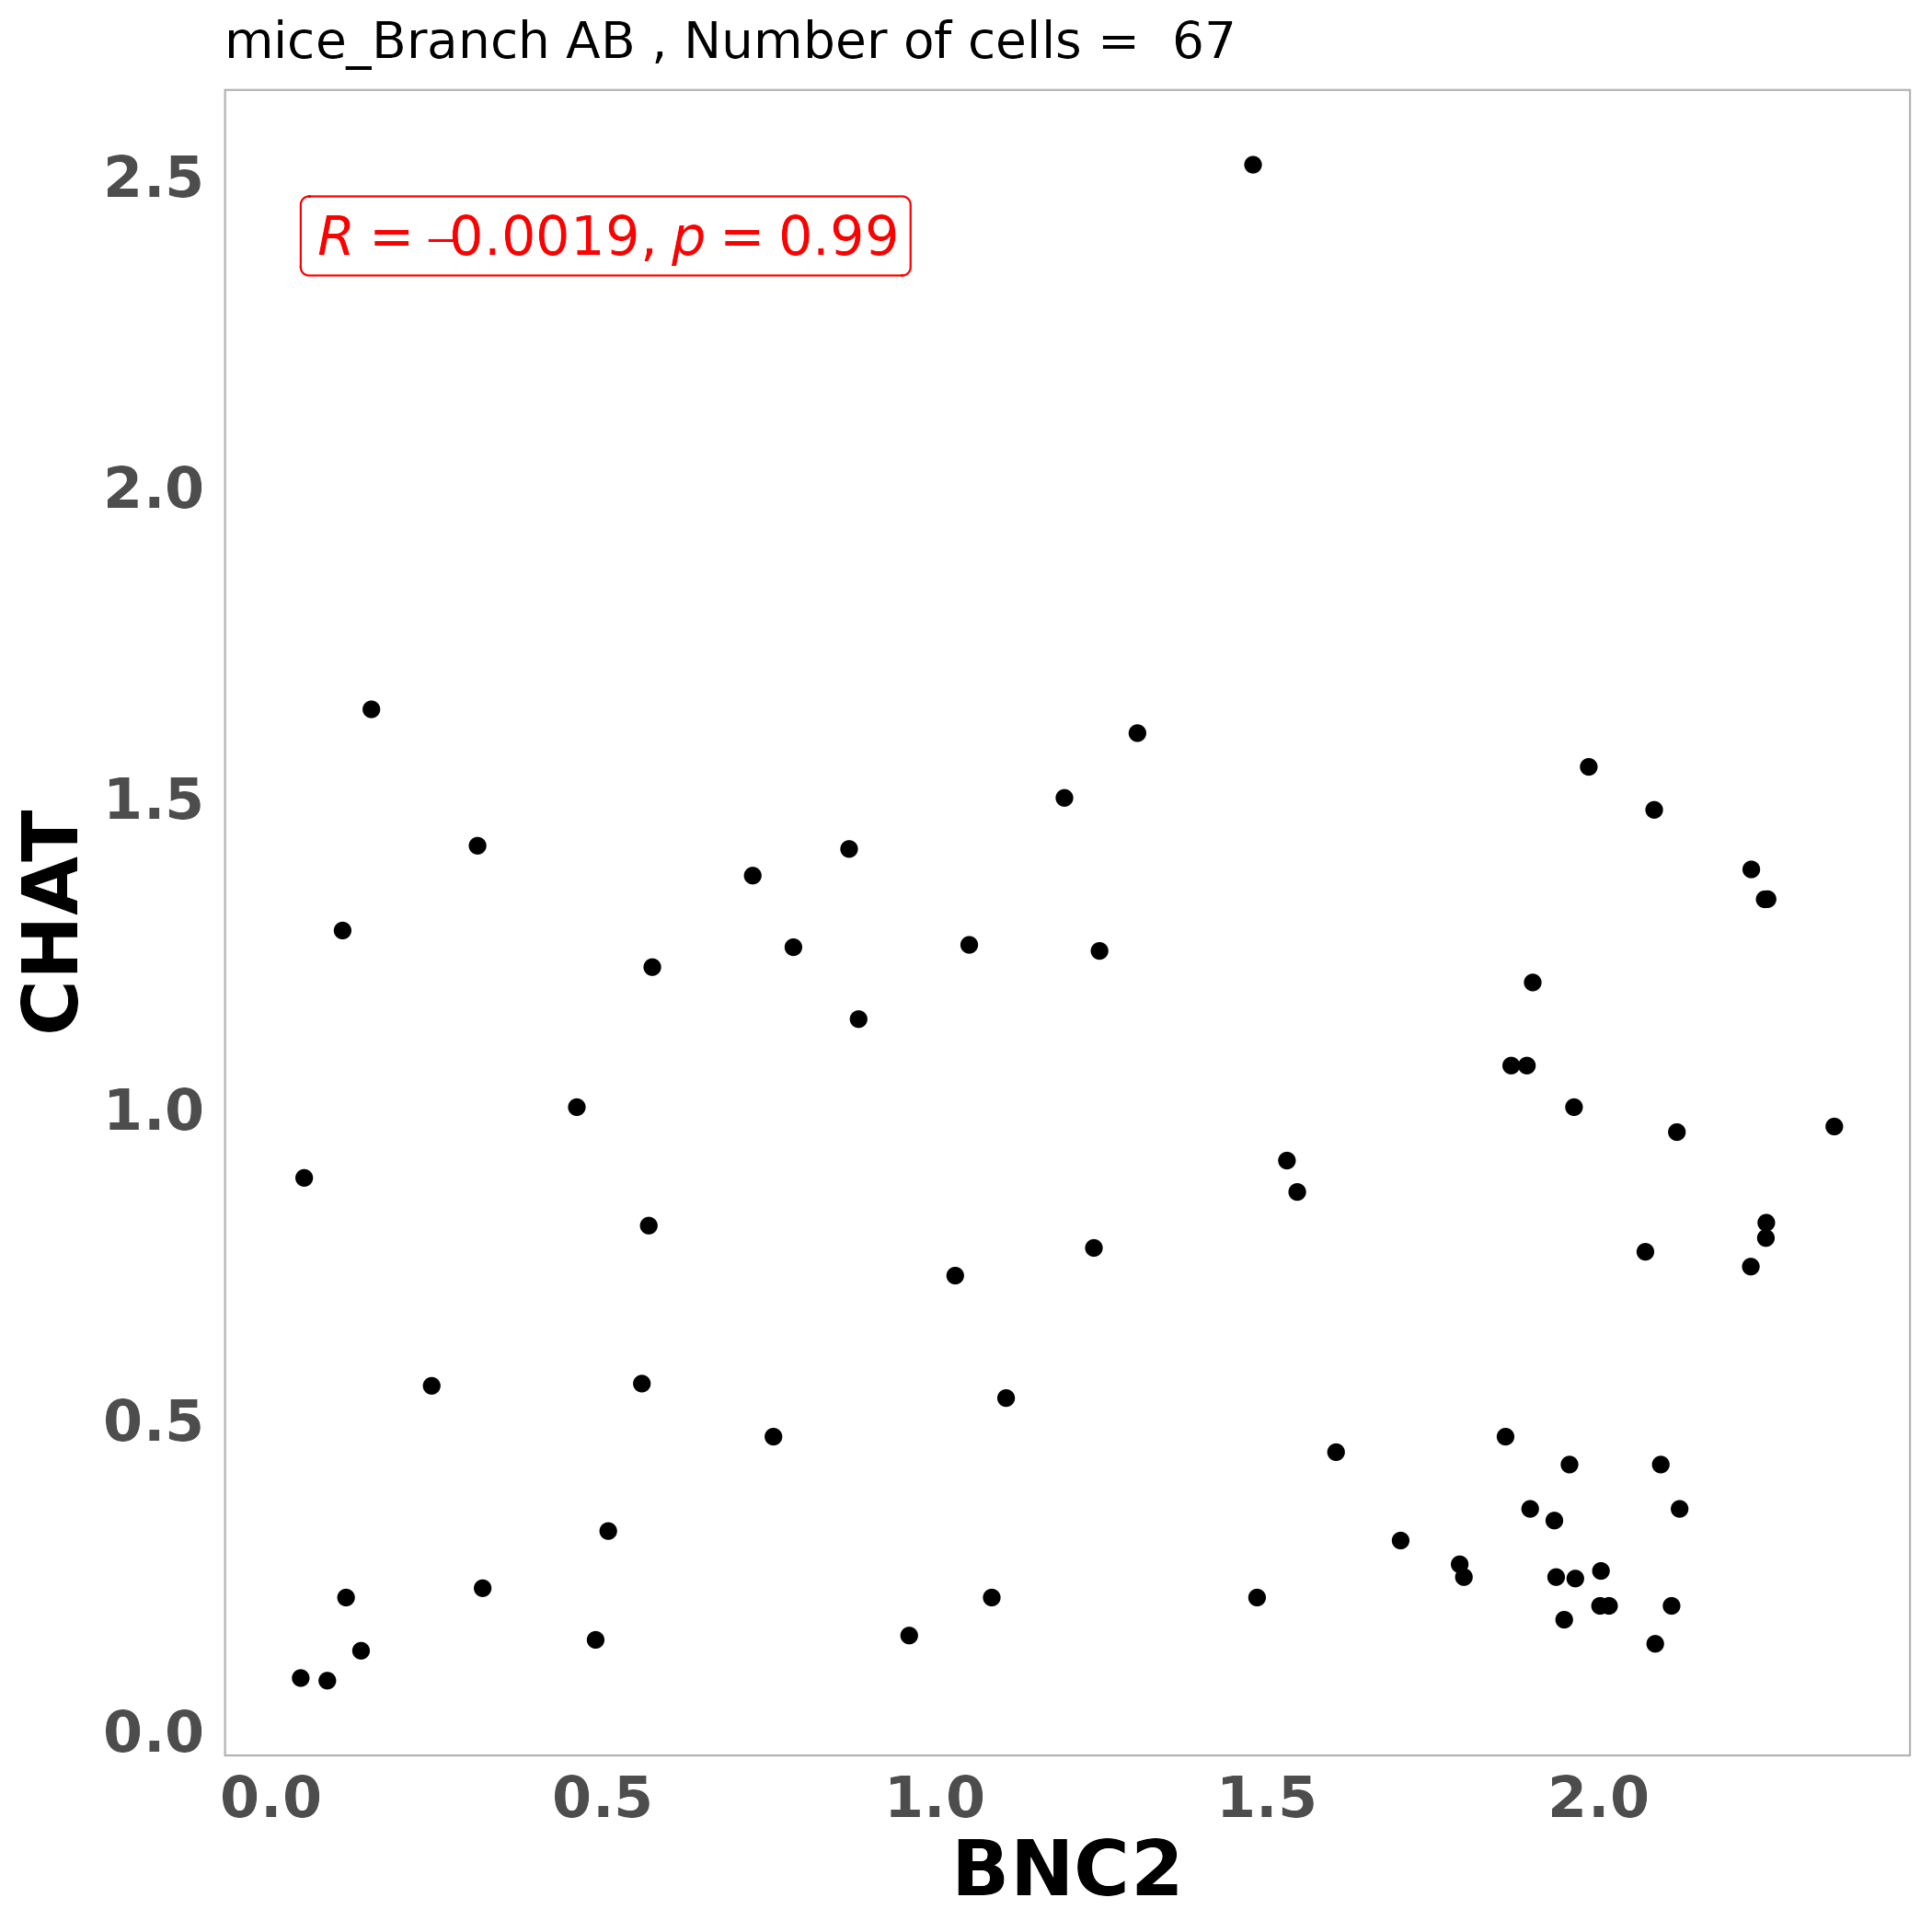 mice_Branch AB , Number of cells =  67
R = –0.0019, p = 0.99
CHAT
2.5
2.0
1.5
1.0
0.5
0.0
0.0 0.5 1.0 1.5 2.0
BNC2